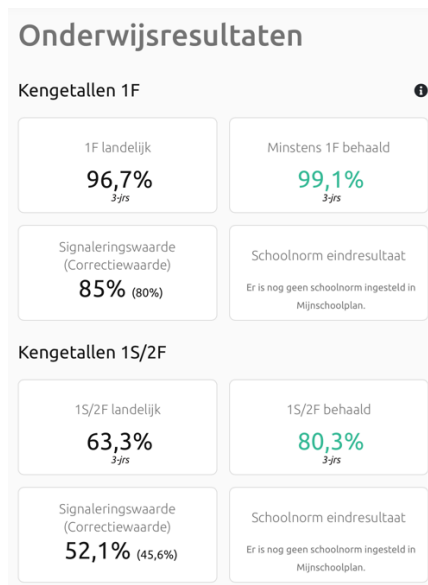 Onderwijsresultaten
Kengetallen 1F
1F landelijk
96,7%
3-jrs
Minstens 1F behaald
99,1%
3-jrs
Signaleringswaarde
(Correctiewaarde)
85% (80%)
Schoolnorm eindresultaat
Er is nog geen schoolnorm ingesteld in
Mijnschoolplan.
Kengetallen 1S/2F
1S/2F landelijk
63,3%
3-jrs
1S/2F behaald
80,3%
3-jrs
Signaleringswaarde
(Correctiewaarde)
52,1% (45,6%)
Schoolnorm eindresultaat
Er is nog geen schoolnorm ingesteld in
Mijnschoolplan.